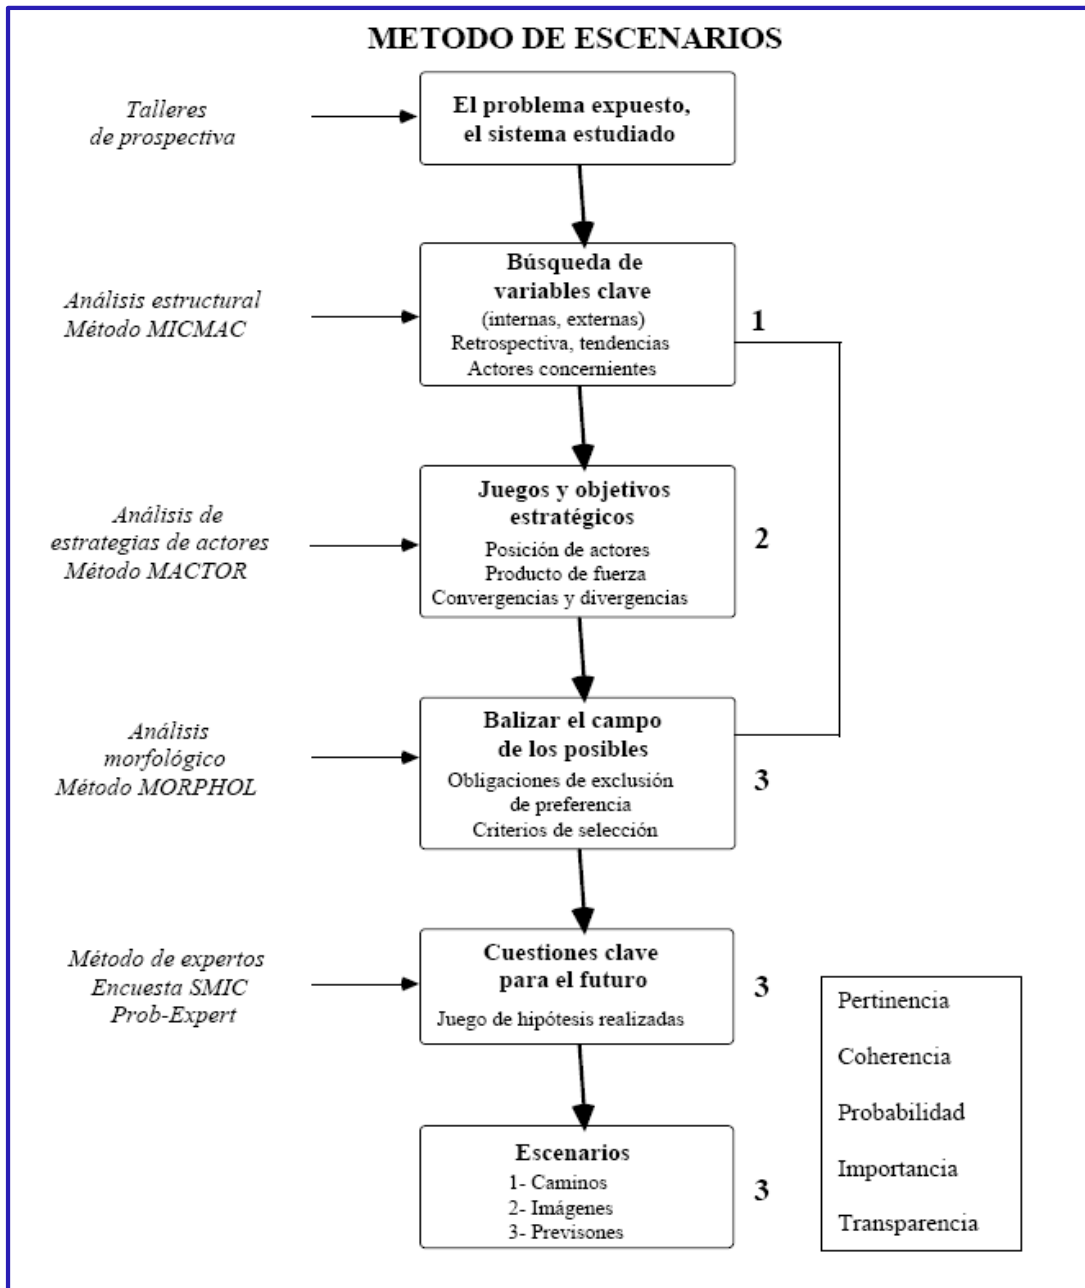 METODO DE ESCENARIOS
Talleres
de prospectiva
El problema expuesto,
el sistema estudiado
Análisis estructural
Método MICMAC
Búsqueda de
variables clave
(internas, externas)
Retrospectiva, tendencias
Actores concernientes
1
Análisis de
estrategias de actores
Método MACTOR
Juegos y objetivos
estratégicos
Posición de actores
Producto de fuerza
Convergencias y divergencias
2
Análisis
morfológico
Método MORPHOL
Balizar el campo
de los posibles
Obligaciones de exclusión
de preferencia
Criterios de selección
3
Método de expertos
Encuesta SMIC
Prob-Expert
Cuestiones clave
para el futuro
Juego de hipótesis realizadas
3
Escenarios
1- Caminos
2- Imágenes
3- Previsones
3
Pertinencia
Coherencia
Probabilidad
Importancia
Transparencia